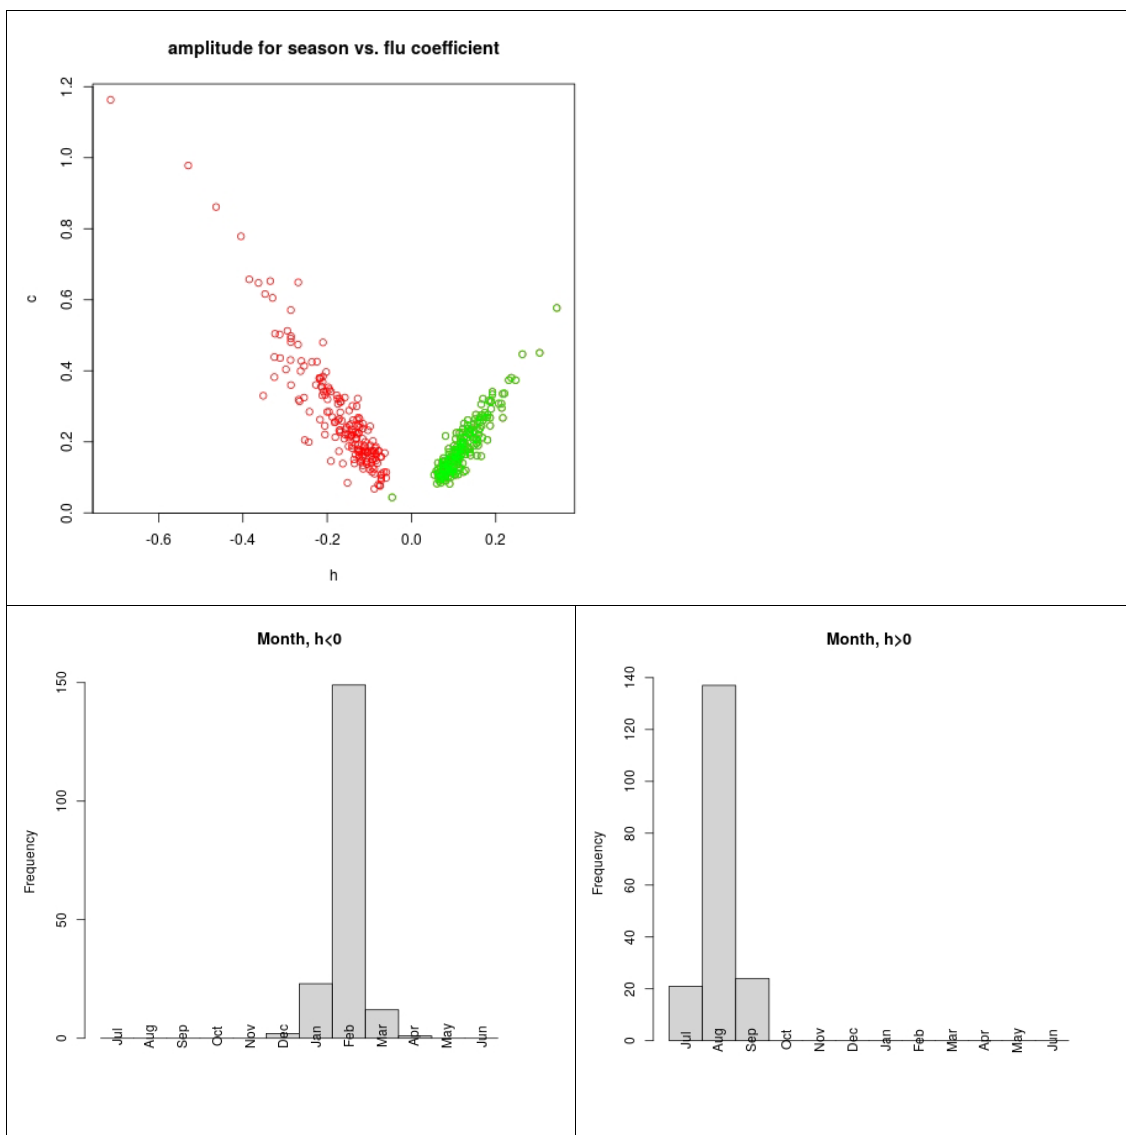 amplitude for season vs. flu coefficient
c
1.2
1.0
0.8
0.6
0.4
0.2
0.0
-0.6 -0.4 -0.2 0.0 0.2
h
Month, h<0
Frequency
150
100
50
0
Jul Aug Sep Oct Nov Dec Jan Feb Mar Apr May Jun
Month, h>0
Frequency
140
120
100
80
60
40
20
0
Jul Aug Sep Oct Nov Dec Jan Feb Mar Apr May Jun